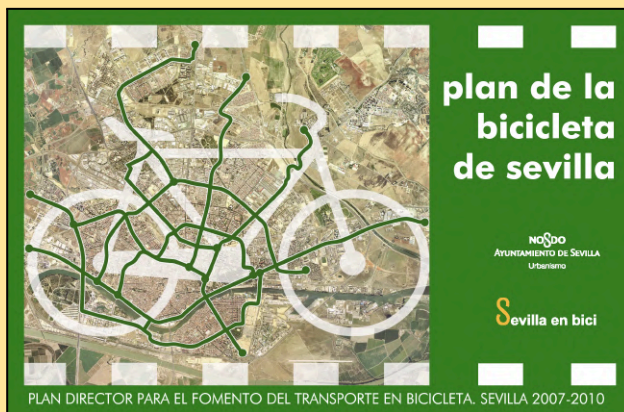 plan de la
bicicleta
de sevilla
NO8DO
AYUNTAMIENTO DE SEVILLA
Urbanismo
Sevilla en bici
PLAN DIRECTOR PARA EL FOMENTO DEL TRANSPORTE EN BICICLETA. SEVILLA 2007-2010